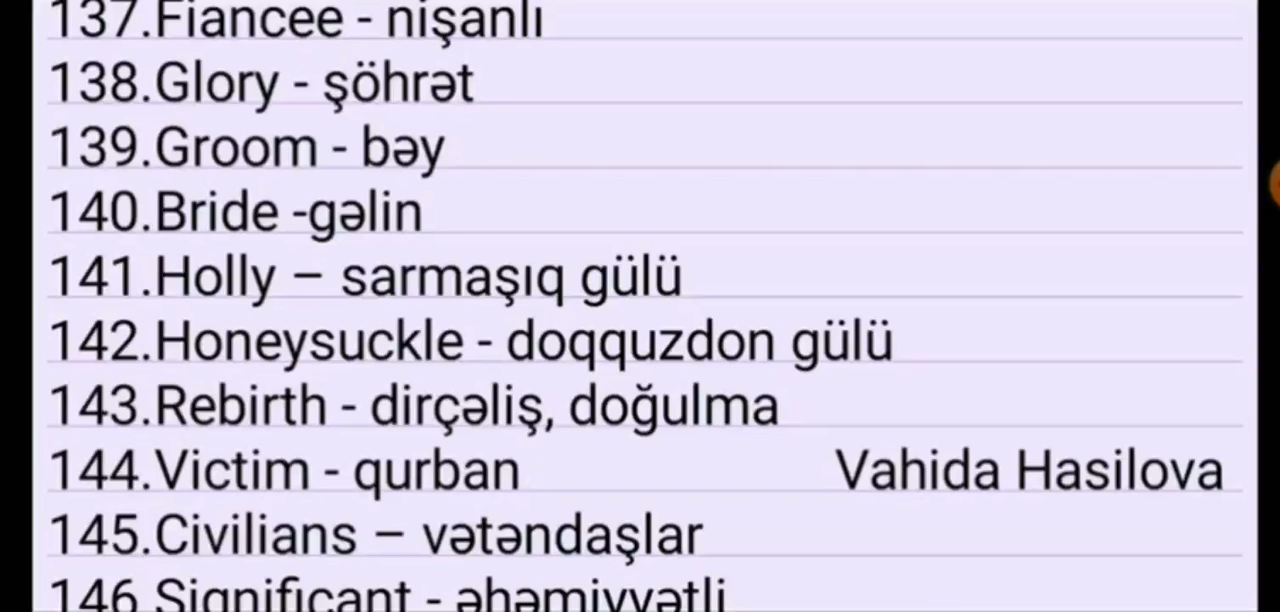 137.Fiancee - nişanlı
138.Glory - şöhrət
139.Groom - bəy
140.Bride -gəlin
141.Holly – sarmaşıq gülü
142.Honeysuckle - doqquzdon gülü
143.Rebirth - dirçəliş, doğulma
144.Victim - qurban Vahida Hasilova
145.Civilians – vətəndaşlar
146.Significant - əhəmiyyətli